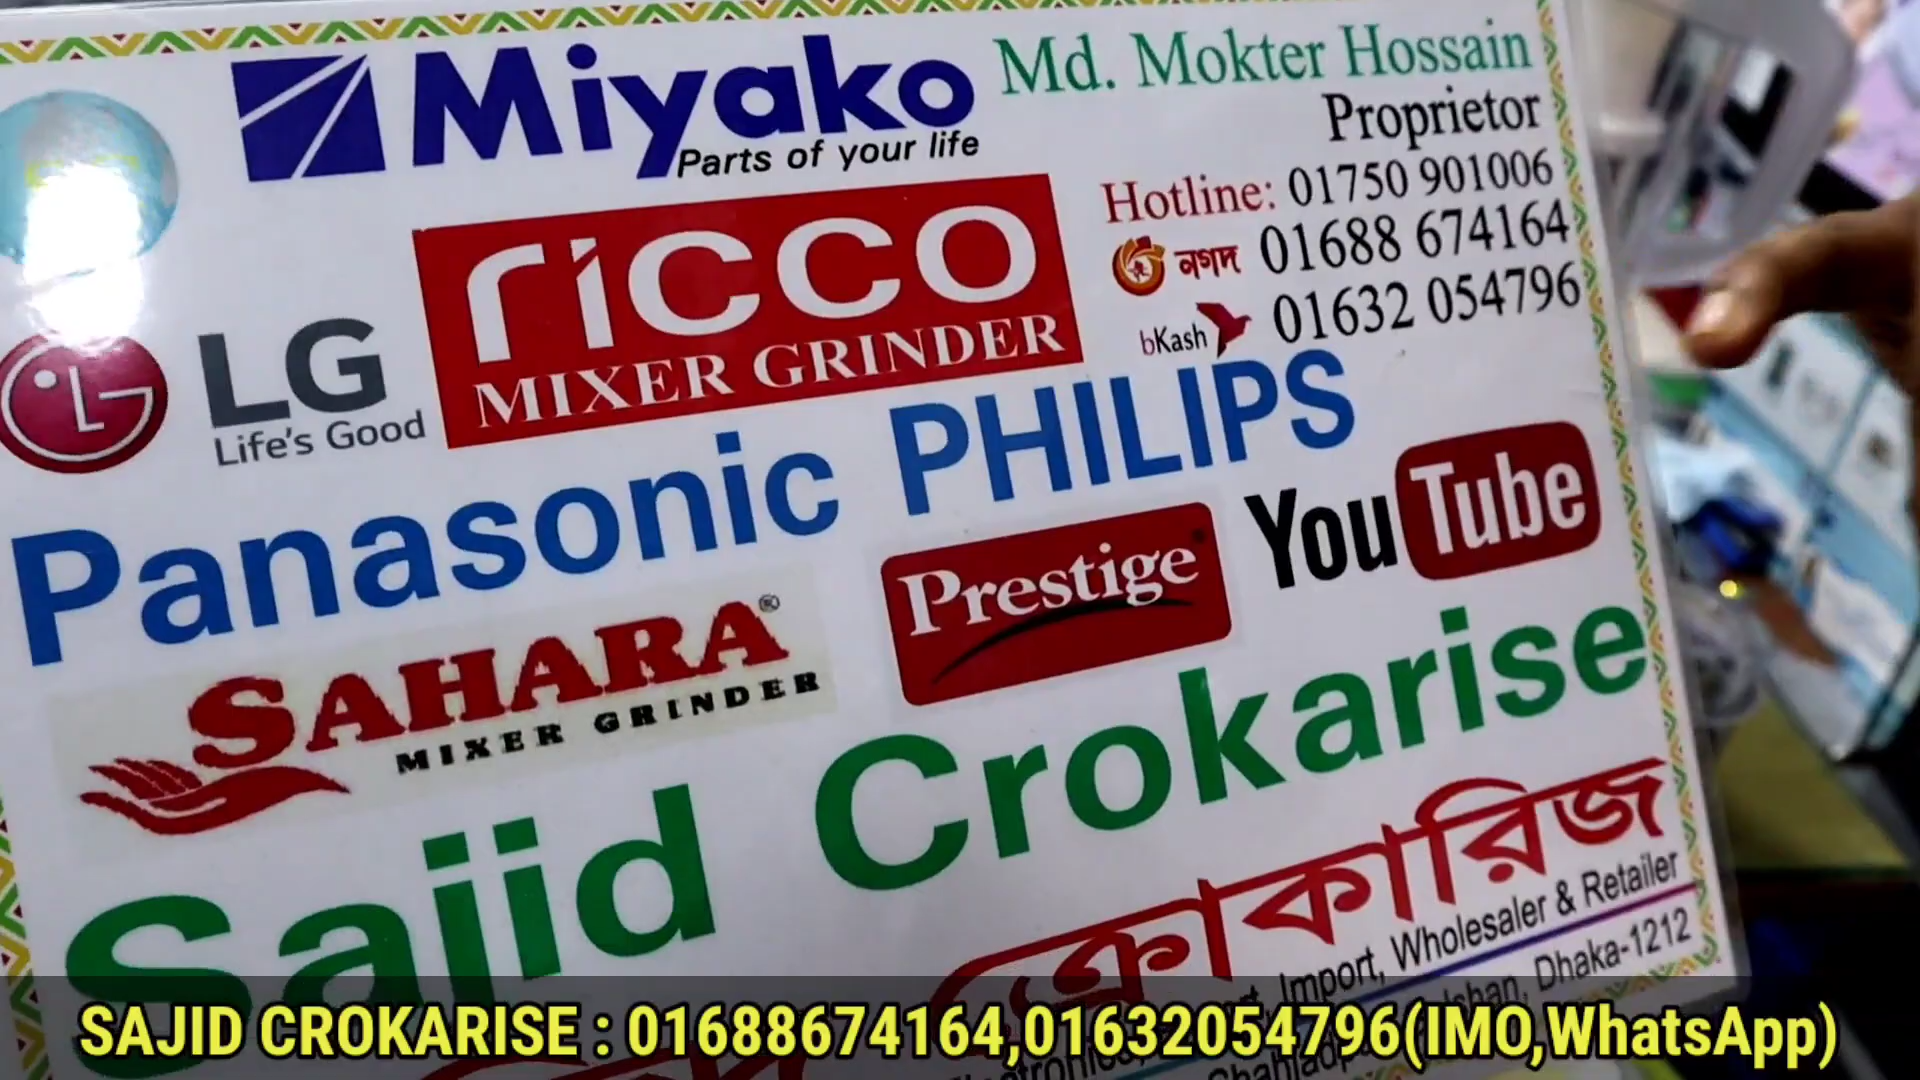 Miyako
Parts of your life
Md. Mokter Hossain
Proprietor
Hotline: 01750 901006
নগদ 01688 674164
bKash 01632 054796
LG
LG
Life's Good
ricco
MIXER GRINDER
Panasonic PHILIPS
SAHARA®
MIXER GRINDER
Prestige
YouTube
Sajid Crokarise
ক্রোকারিজ
Import, Wholesaler & Retailer
Dhaka-1212
SAJID CROKARISE : 01688674164,01632054796(IMO,WhatsApp)